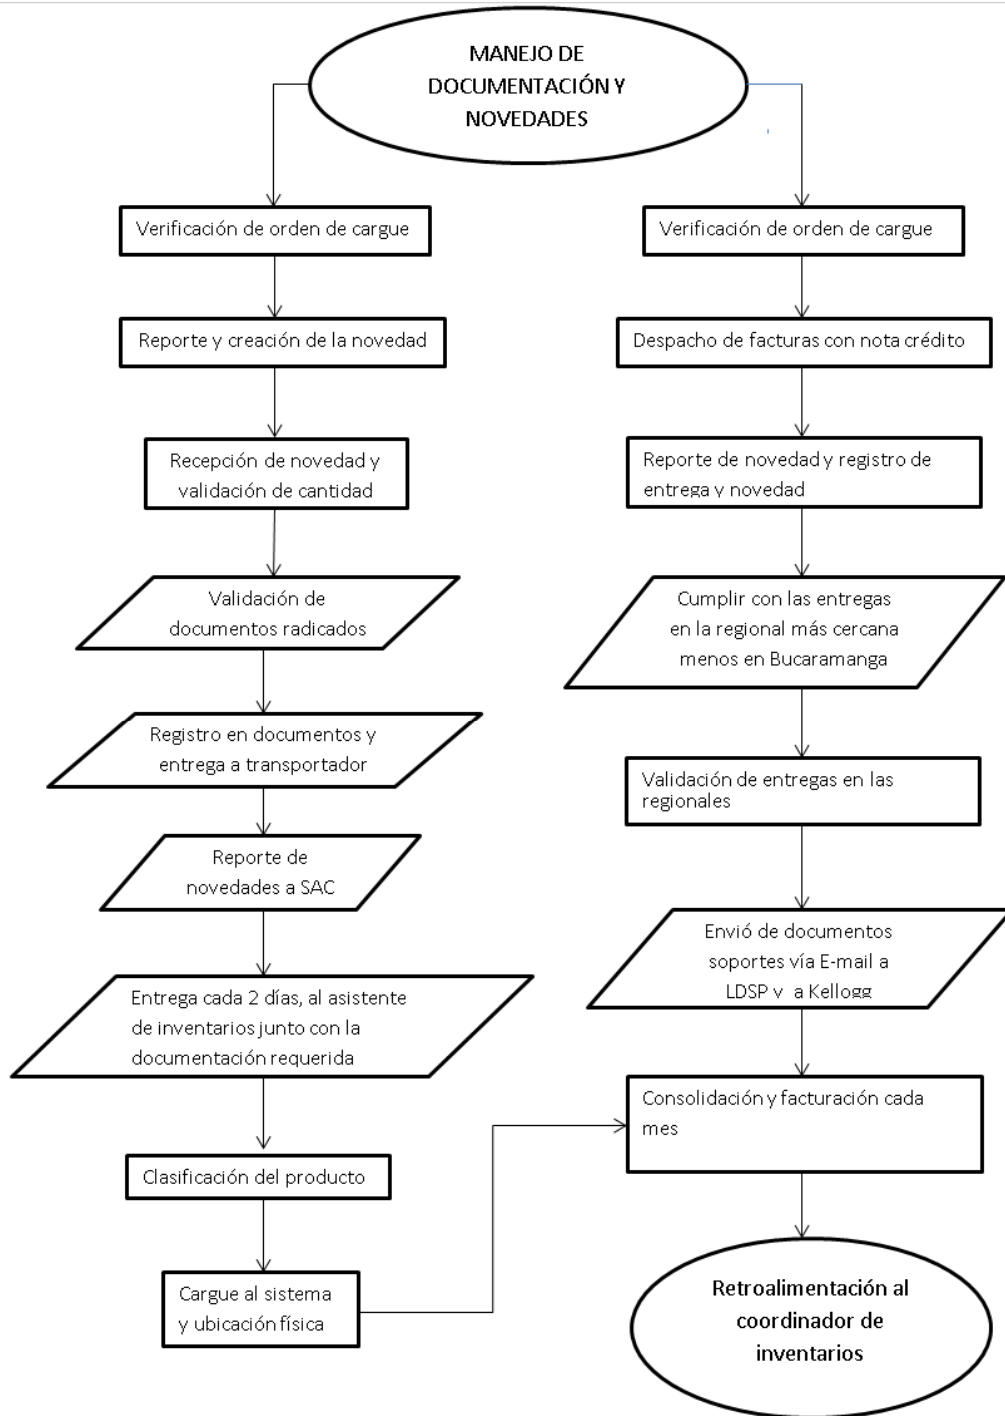 MANEJO DE
DOCUMENTACIÓN Y
NOVEDADES
Verificación de orden de cargue
Reporte y creación de la novedad
Recepción de novedad y
validación de cantidad
Validación de
documentos radicados
Registro en documentos y
entrega a transportador
Reporte de
novedades a SAC
Entrega cada 2 días, al asistente
de inventarios junto con la
documentación requerida
Clasificación del producto
Cargue al sistema
y ubicación física
Verificación de orden de cargue
Despacho de facturas con nota crédito
Reporte de novedad y registro de
entrega y novedad
Cumplir con las entregas
en la regional más cercana
menos en Bucaramanga
Validación de entregas en las
regionales
Envió de documentos
soportes vía E-mail a
LDSP y a Kellogg
Consolidación y facturación cada
mes
Retroalimentación al
coordinador de
inventarios